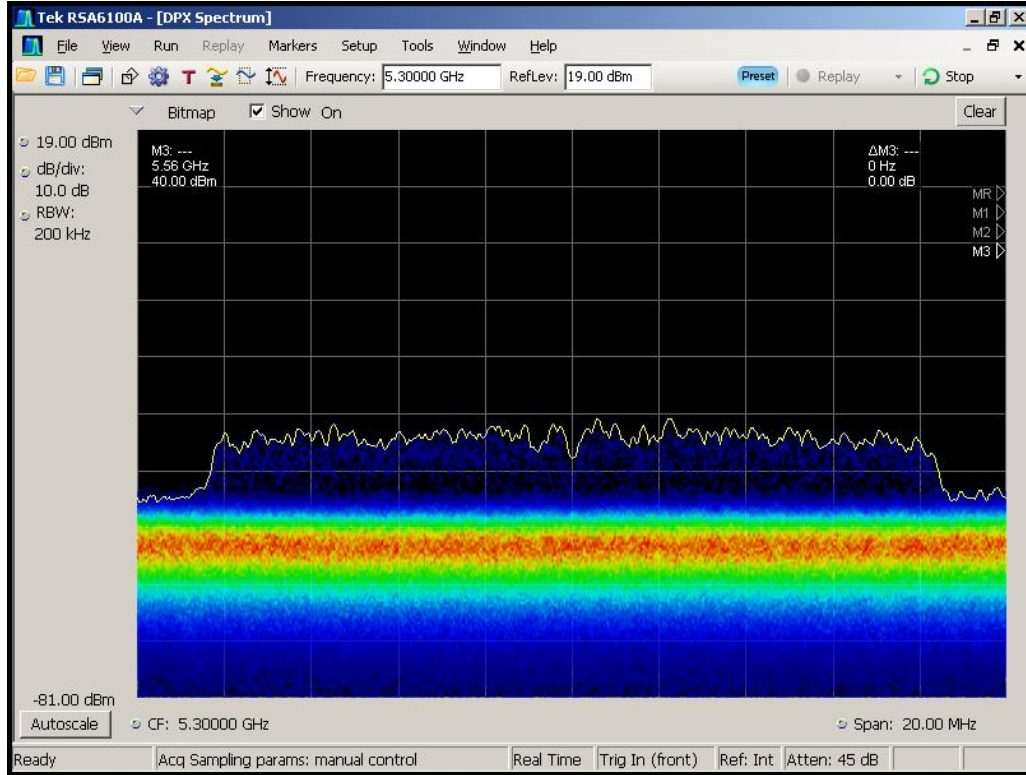 Tek RSA6100A - [DPX Spectrum]
File View Run Replay Markers Setup Tools Window Help
T Frequency: 5.30000 GHz RefLev: 19.00 dBm Preset Replay Stop
Bitmap Show On Clear
19.00 dBm
dB/div:
10.0 dB
RBW:
200 kHz
M3: ---
5.56 GHz
40.00 dBm
ΔM3: ---
0 Hz
0.00 dB
MR
M1
M2
M3
-81.00 dBm
Autoscale CF: 5.30000 GHz Span: 20.00 MHz
Ready Acq Sampling params: manual control Real Time Trig In (front) Ref: Int Atten: 45 dB